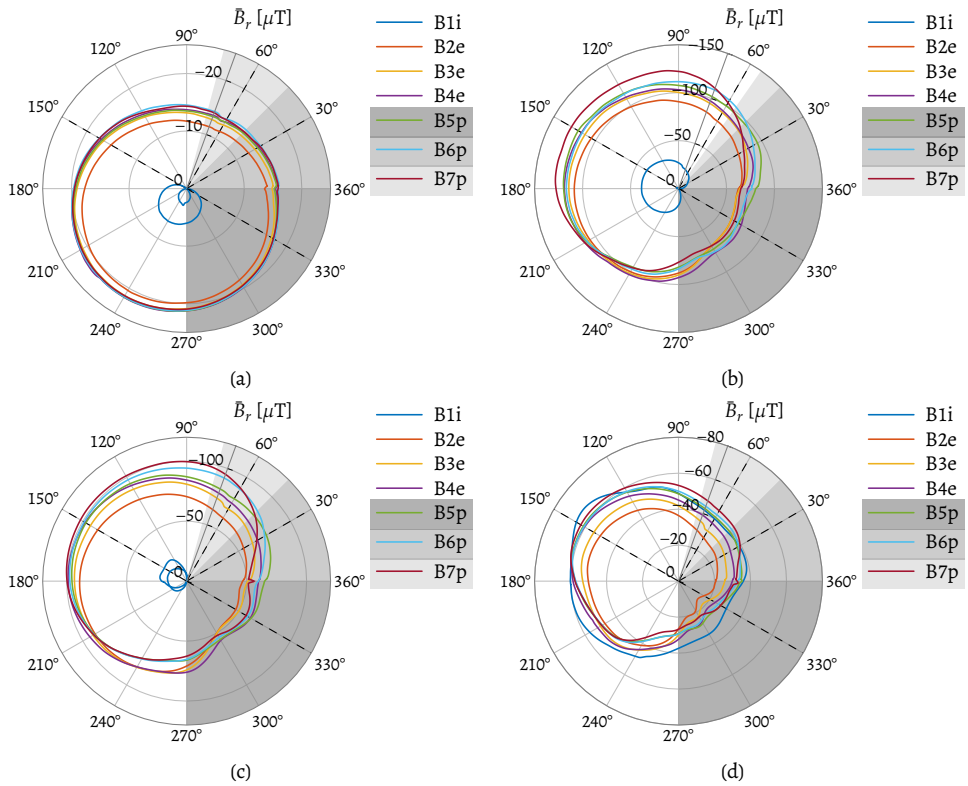 B̄r [μT]
90°
120°
60°
−20
150°
30°
−10
180°
0
360°
210°
330°
240°
300°
270°
B1i
B2e
B3e
B4e
B5p
B6p
B7p
(a)
B̄r [μT]
90°
−150
120°
60°
−100
150°
30°
−50
180°
0
360°
210°
330°
240°
300°
270°
B1i
B2e
B3e
B4e
B5p
B6p
B7p
(b)
B̄r [μT]
90°
120°
60°
−100
150°
30°
−50
180°
0
360°
210°
330°
240°
300°
270°
B1i
B2e
B3e
B4e
B5p
B6p
B7p
(c)
B̄r [μT]
90°
−80
120°
60°
−60
150°
30°
−40
−20
180°
0
360°
210°
330°
240°
300°
270°
B1i
B2e
B3e
B4e
B5p
B6p
B7p
(d)